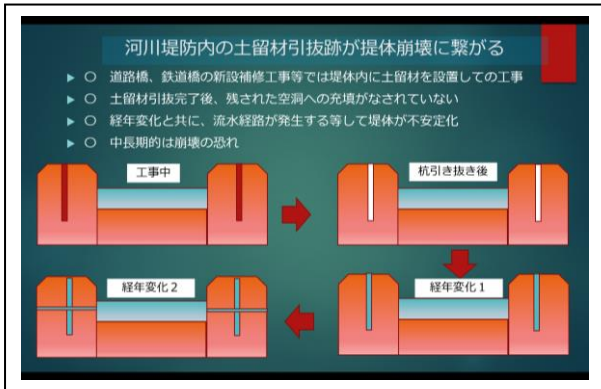 河川堤防内の土留材引抜跡が提体崩壊に繋がる
▶ 〇 道路橋、鉄道橋の新設補修工事等では堤体内に土留材を設置しての工事
▶ 〇 土留材引抜完了後、残された空洞への充填がなされていない
▶ 〇 経年変化と共に、流水経路が発生する等して堤体が不安定化
▶ 〇 中長期的は崩壊の恐れ
工事中
杭引き抜き後
経年変化2
経年変化1